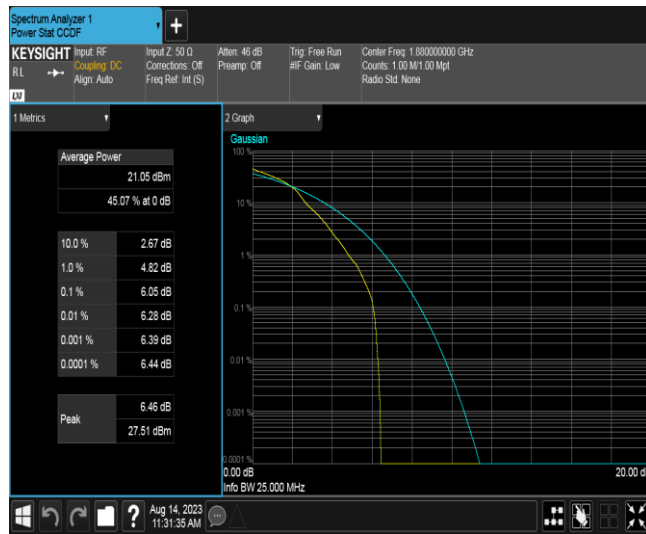 Spectrum Analyzer 1
Power Stat CCDF
+
KEYSIGHT
RL
LXI
Input: RF
Coupling: DC
Align: Auto
Input Z: 50 Ω
Corrections: Off
Freq Ref: Int (S)
Atten: 46 dB
Preamp: Off
Trig: Free Run
#IF Gain: Low
Center Freq: 1.880000000 GHz
Counts: 1.00 M/1.00 Mpt
Radio Std: None
1 Metrics
Average Power
21.05 dBm
45.07 % at 0 dB
10.0 % 2.67 dB
1.0 % 4.82 dB
0.1 % 6.05 dB
0.01 % 6.28 dB
0.001 % 6.39 dB
0.0001 % 6.44 dB
Peak
6.46 dB
27.51 dBm
2 Graph
Gaussian
100 %
10 %
1 %
0.1 %
0.01 %
0.001 %
0.0001 %
0.00 dB
20.00 d
Info BW 25.000 MHz
?
Aug 14, 2023
11:31:35 AM